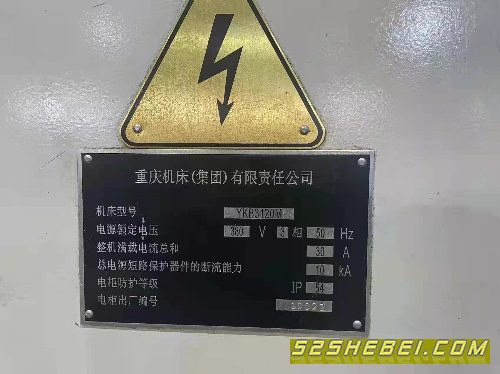 重庆机床(集团)有限责任公司
机床型号 YKB3120M
电源额定电压 380 V 3 相 50 Hz
整机满载电流总和 30 A
总电源短路保护器件的断流能力 10 kA
电柜防护等级 IP 54
电柜出厂编号
52SHEBEI.COM